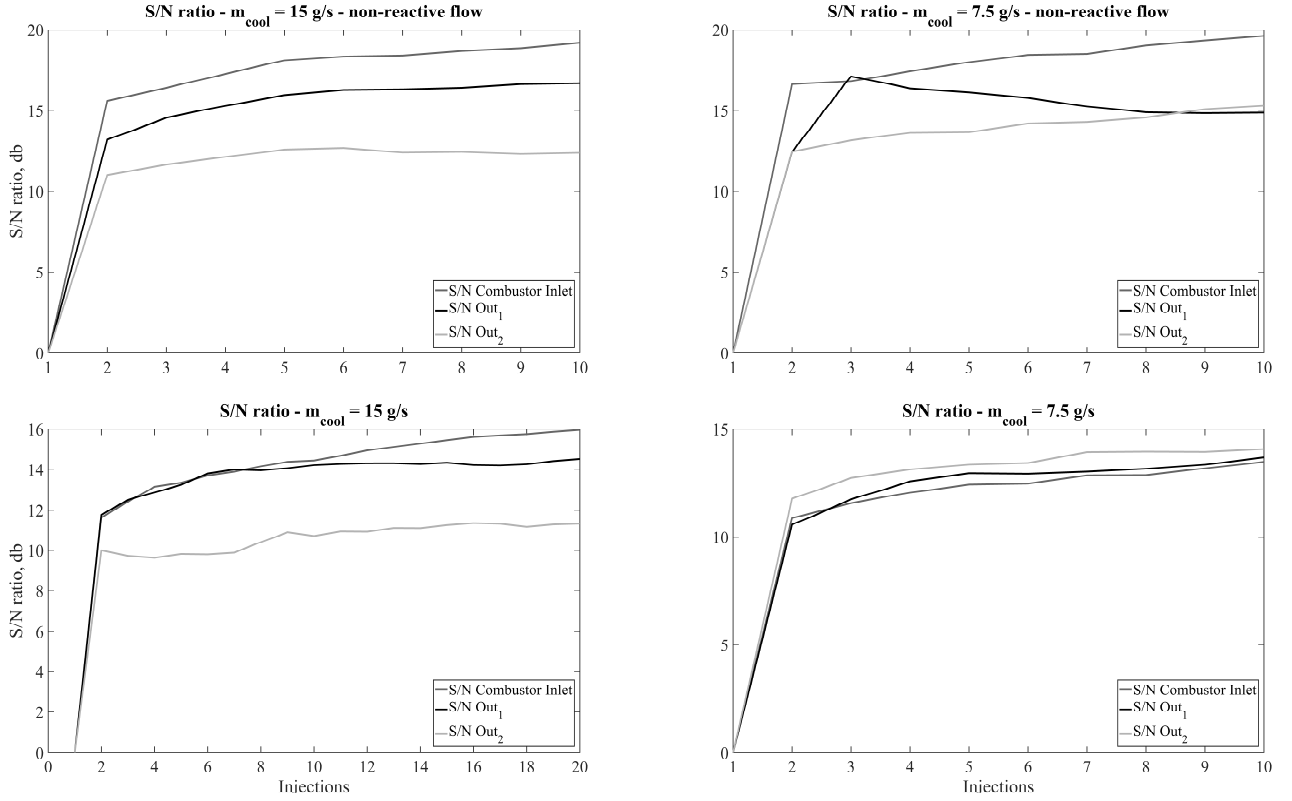 S/N ratio - m_cool = 15 g/s - non-reactive flow
20
15
10
5
0
S/N ratio, db
1 2 3 4 5 6 7 8 9 10
S/N Combustor Inlet
S/N Out_1
S/N Out_2
S/N ratio - m_cool = 7.5 g/s - non-reactive flow
20
15
10
5
0
1 2 3 4 5 6 7 8 9 10
S/N Combustor Inlet
S/N Out_1
S/N Out_2
S/N ratio - m_cool = 15 g/s
16
14
12
10
8
6
4
2
0
S/N ratio, db
0 2 4 6 8 10 12 14 16 18 20
Injections
S/N Combustor Inlet
S/N Out_1
S/N Out_2
S/N ratio - m_cool = 7.5 g/s
15
10
5
0
1 2 3 4 5 6 7 8 9 10
Injections
S/N Combustor Inlet
S/N Out_1
S/N Out_2